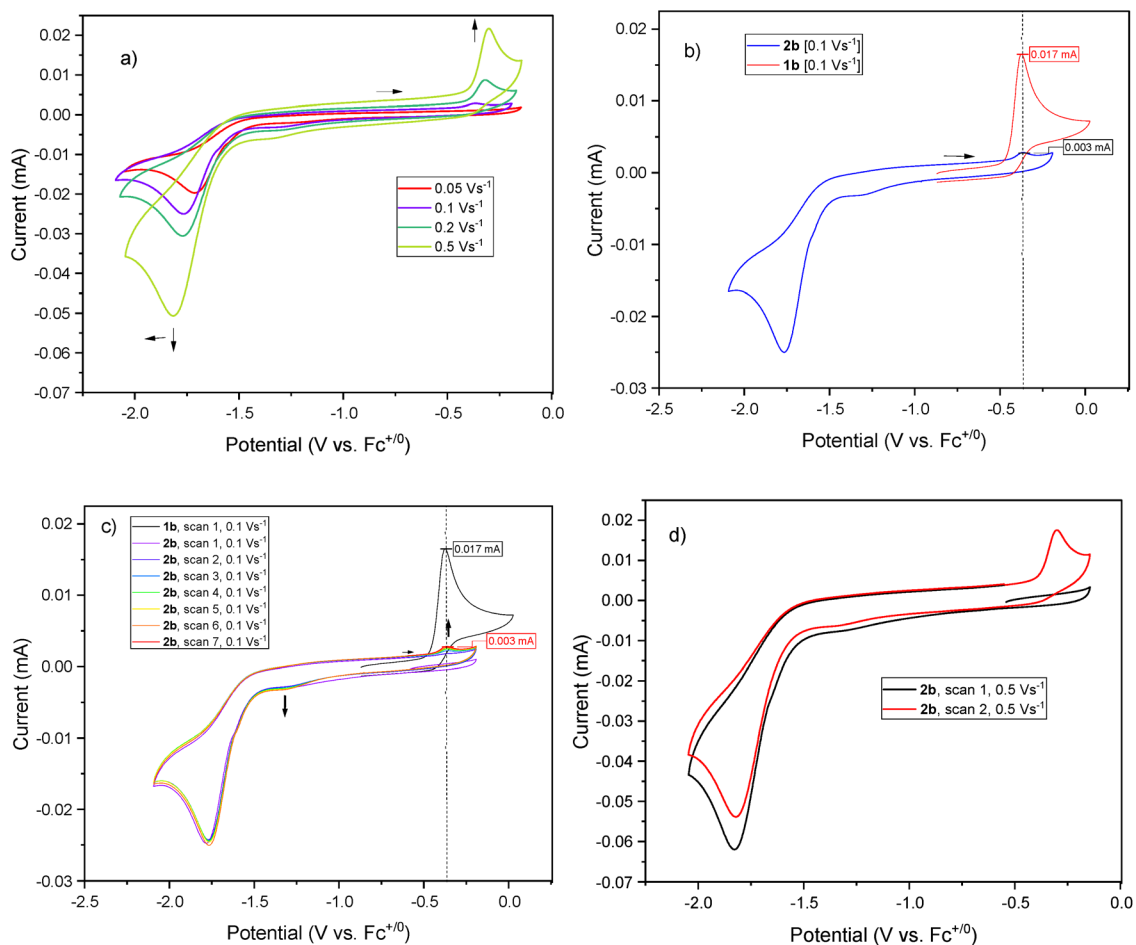 a)
0.02
0.01
0.00
-0.01
-0.02
-0.03
-0.04
-0.05
-0.06
-0.07
Current (mA)
0.05 Vs⁻¹
0.1 Vs⁻¹
0.2 Vs⁻¹
0.5 Vs⁻¹
-2.0
-1.5
-1.0
-0.5
0.0
Potential (V vs. Fc⁺/⁰)
b)
2b [0.1 Vs⁻¹]
1b [0.1 Vs⁻¹]
0.017 mA
0.003 mA
0.02
0.01
0.00
-0.01
-0.02
-0.03
Current (mA)
-2.5
-2.0
-1.5
-1.0
-0.5
0.0
Potential (V vs. Fc⁺/⁰)
c)
1b, scan 1, 0.1 Vs⁻¹
2b, scan 1, 0.1 Vs⁻¹
2b, scan 2, 0.1 Vs⁻¹
2b, scan 3, 0.1 Vs⁻¹
2b, scan 4, 0.1 Vs⁻¹
2b, scan 5, 0.1 Vs⁻¹
2b, scan 6, 0.1 Vs⁻¹
2b, scan 7, 0.1 Vs⁻¹
0.017 mA
0.003 mA
0.02
0.01
0.00
-0.01
-0.02
-0.03
Current (mA)
-2.5
-2.0
-1.5
-1.0
-0.5
0.0
Potential (V vs. Fc⁺/⁰)
d)
0.02
0.01
0.00
-0.01
-0.02
-0.03
-0.04
-0.05
-0.06
-0.07
Current (mA)
2b, scan 1, 0.5 Vs⁻¹
2b, scan 2, 0.5 Vs⁻¹
-2.0
-1.5
-1.0
-0.5
0.0
Potential (V vs. Fc⁺/⁰)